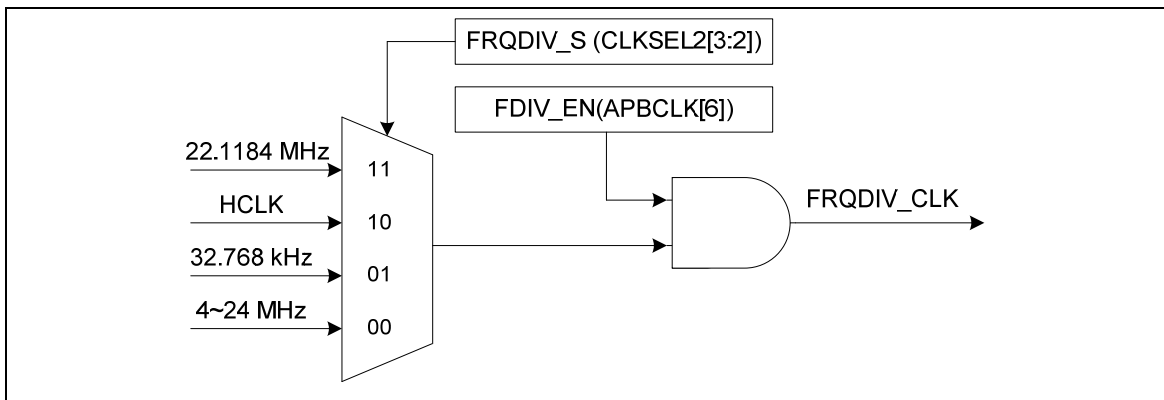 FRQDIV_S (CLKSEL2[3:2])
FDIV_EN(APBCLK[6])
22.1184 MHz
11
HCLK
10
32.768 kHz
01
4~24 MHz
00
FRQDIV_CLK